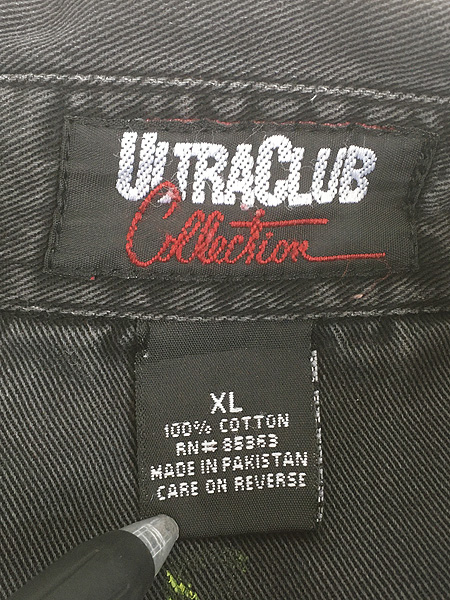 ULTRACLUB
Collection
XL
100% COTTON
RN# 85363
MADE IN PAKISTAN
CARE ON REVERSE